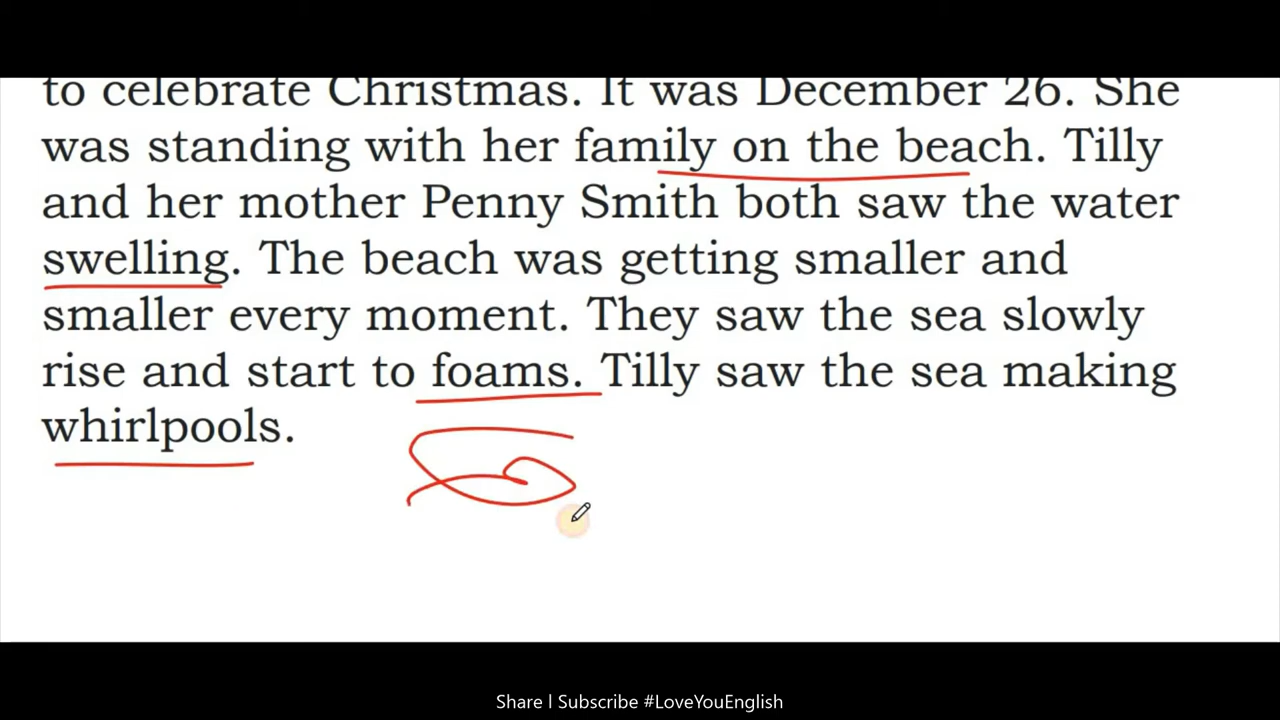 to celebrate Christmas. It was December 26. She
was standing with her family on the beach. Tilly
and her mother Penny Smith both saw the water
swelling. The beach was getting smaller and
smaller every moment. They saw the sea slowly
rise and start to foams. Tilly saw the sea making
whirlpools.
Share | Subscribe #LoveYouEnglish